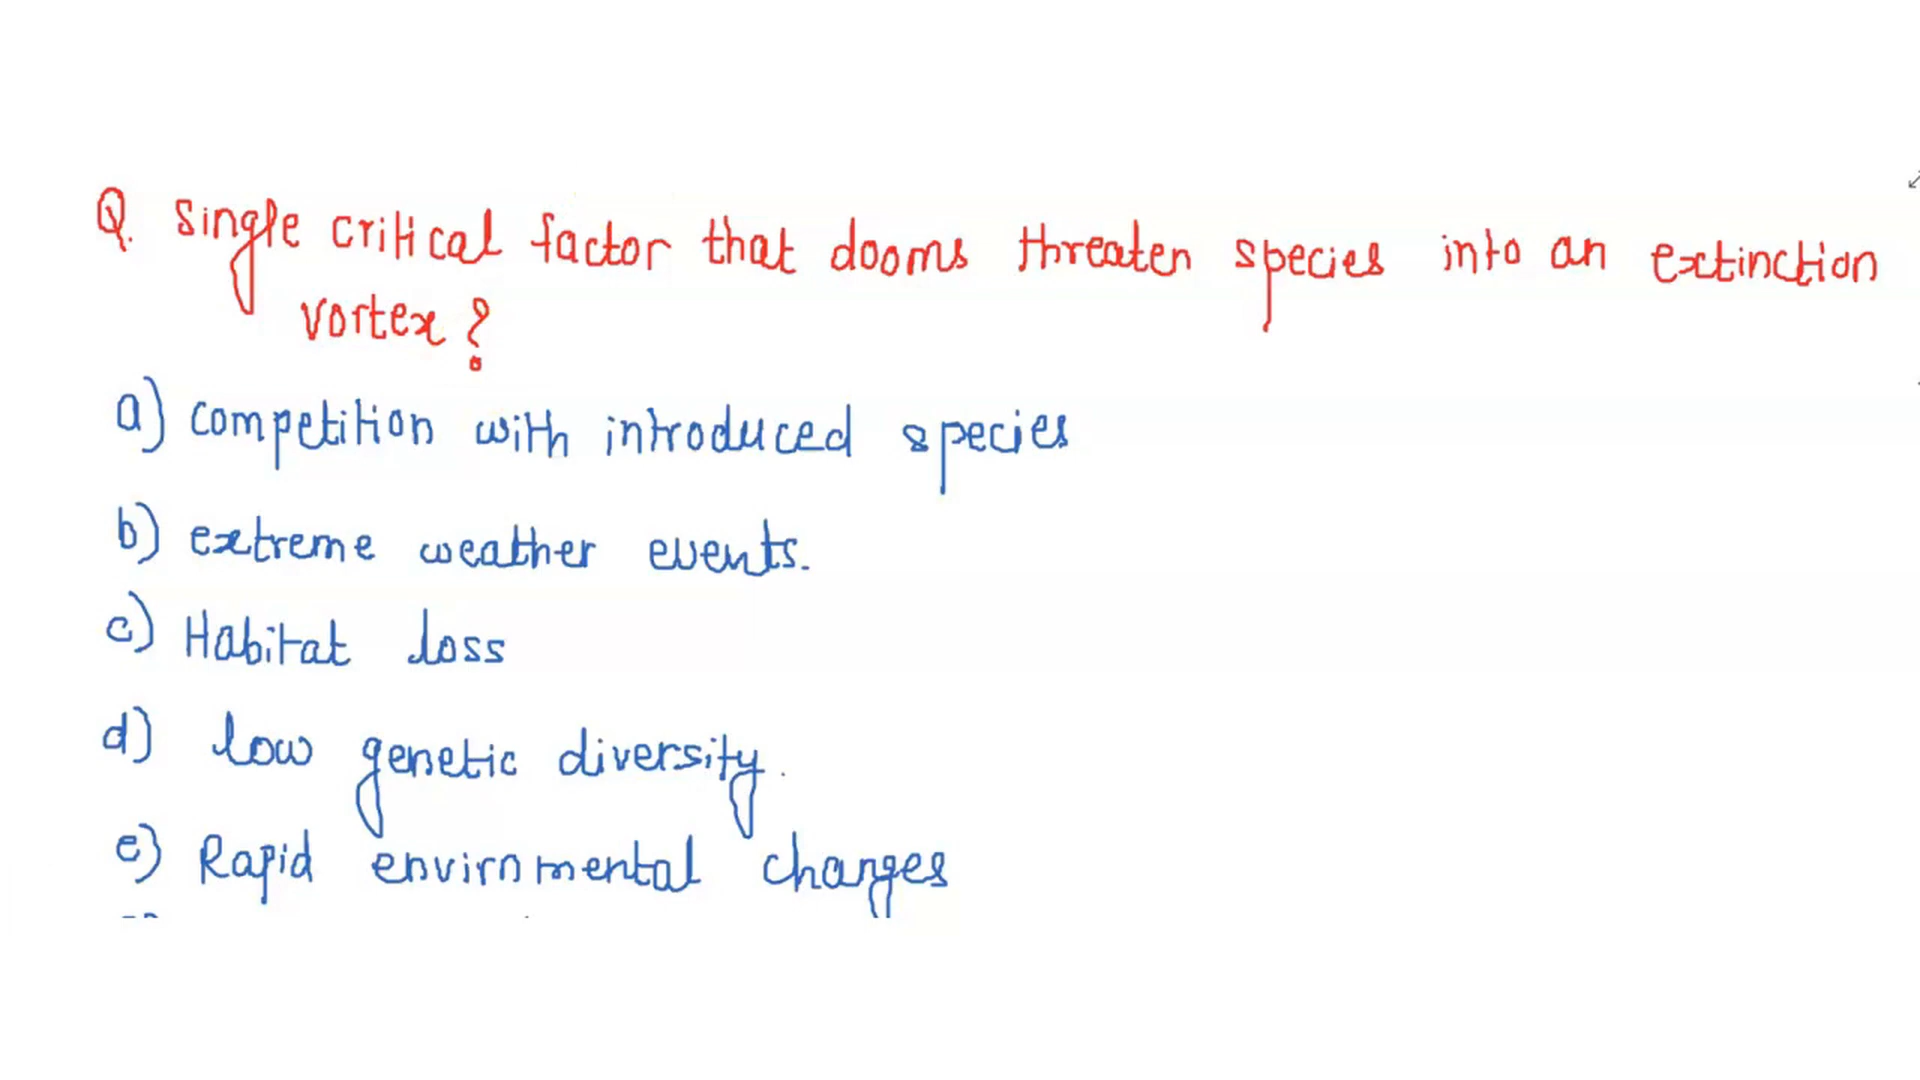 Q. Single critical factor that dooms threaten species into an extinction
vortex?
a) competition with introduced species
b) extreme weather events.
c) Habitat loss
d) low genetic diversity.
e) Rapid envirnmental changes